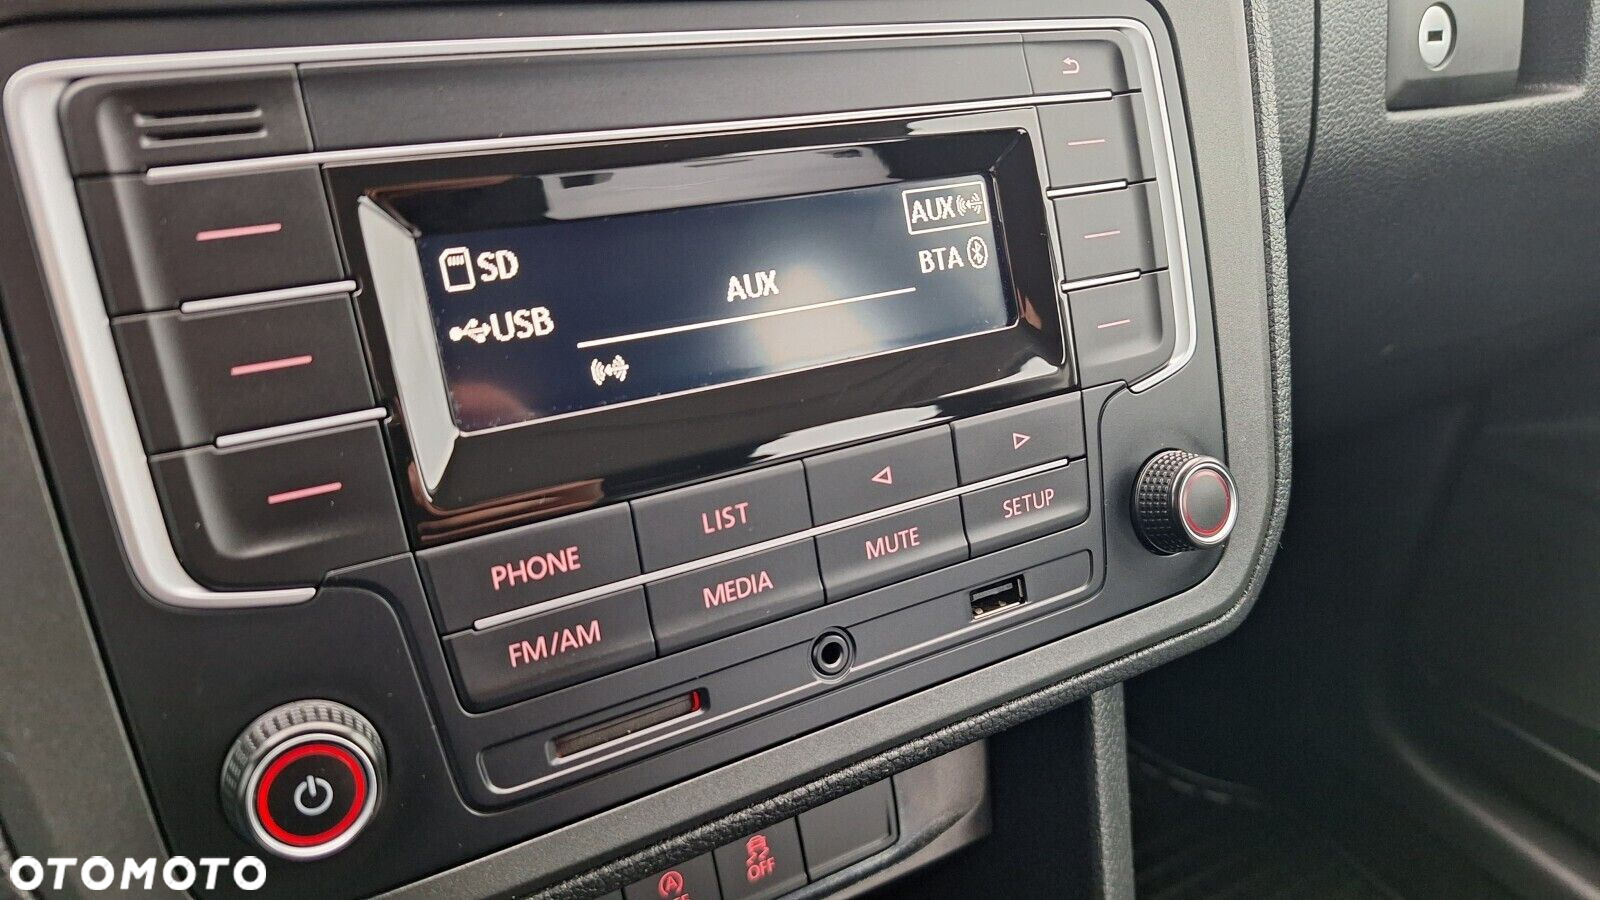 AUX
SD
BTA
AUX
USB
PHONE
LIST
MUTE
SETUP
FM/AM
MEDIA
OFF
OTOMOTO